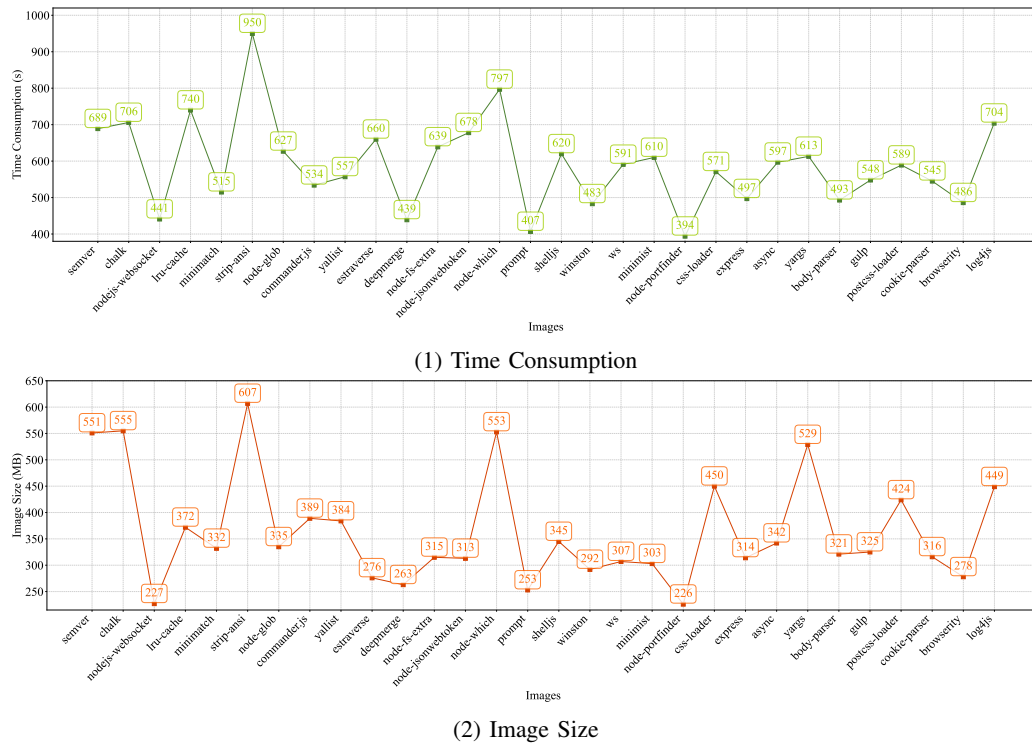 1000
900
800
700
600
500
400
Time Consumption (s)
689
706
441
740
515
950
627
534
557
660
439
639
678
797
407
620
483
591
610
394
571
497
597
613
493
548
589
545
486
704
semver
chalk
nodejs-websocket
lru-cache
minimatch
strip-ansi
node-glob
commander.js
yallist
estraverse
deepmerge
node-fs-extra
node-jsonwebtoken
node-which
prompt
shelljs
winston
ws
minimist
node-portfinder
css-loader
express
async
yargs
body-parser
gulp
postcss-loader
cookie-parser
browserity
log4js
Images
(1) Time Consumption
650
600
550
500
450
400
350
300
250
Image Size (MB)
551
555
227
372
332
607
335
389
384
276
263
315
313
553
253
345
292
307
303
226
450
314
342
529
321
325
424
316
278
449
semver
chalk
nodejs-websocket
lru-cache
minimatch
strip-ansi
node-glob
commander.js
yallist
estraverse
deepmerge
node-fs-extra
node-jsonwebtoken
node-which
prompt
shelljs
winston
ws
minimist
node-portfinder
css-loader
express
async
yargs
body-parser
gulp
postcss-loader
cookie-parser
browserity
log4js
Images
(2) Image Size